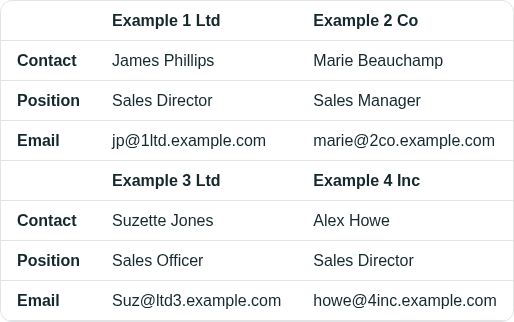 Example 1 Ltd Example 2 Co
Contact James Phillips Marie Beauchamp
Position Sales Director Sales Manager
Email jp@1ltd.example.com marie@2co.example.com
Example 3 Ltd Example 4 Inc
Contact Suzette Jones Alex Howe
Position Sales Officer Sales Director
Email Suz@ltd3.example.com howe@4inc.example.com